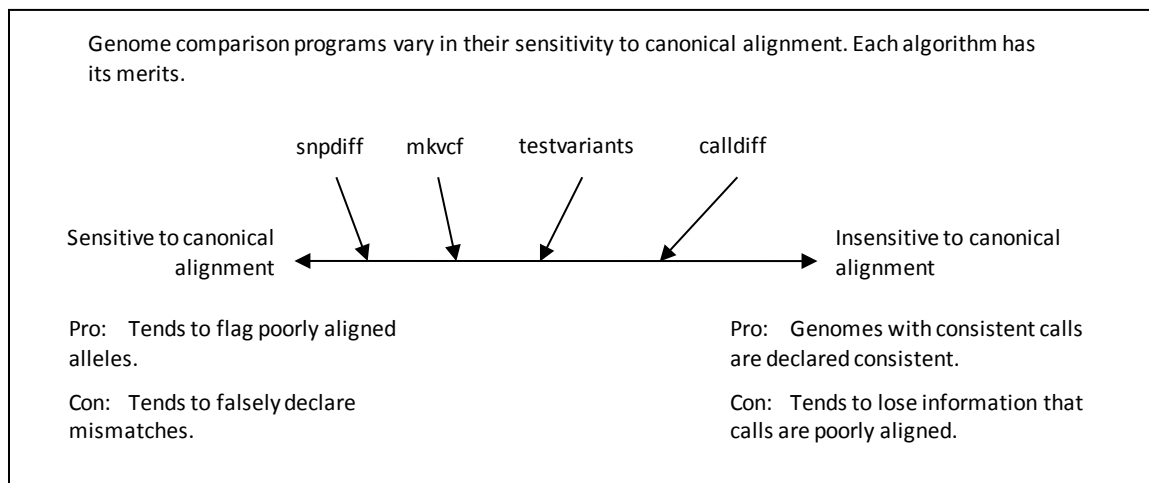 Genome comparison programs vary in their sensitivity to canonical alignment. Each algorithm has
its merits.
snpdiff mkvcf testvariants calldiff
Sensitive to canonical
alignment
Insensitive to canonical
alignment
Pro: Tends to flag poorly aligned
alleles.
Con: Tends to falsely declare
mismatches.
Pro: Genomes with consistent calls
are declared consistent.
Con: Tends to lose information that
calls are poorly aligned.